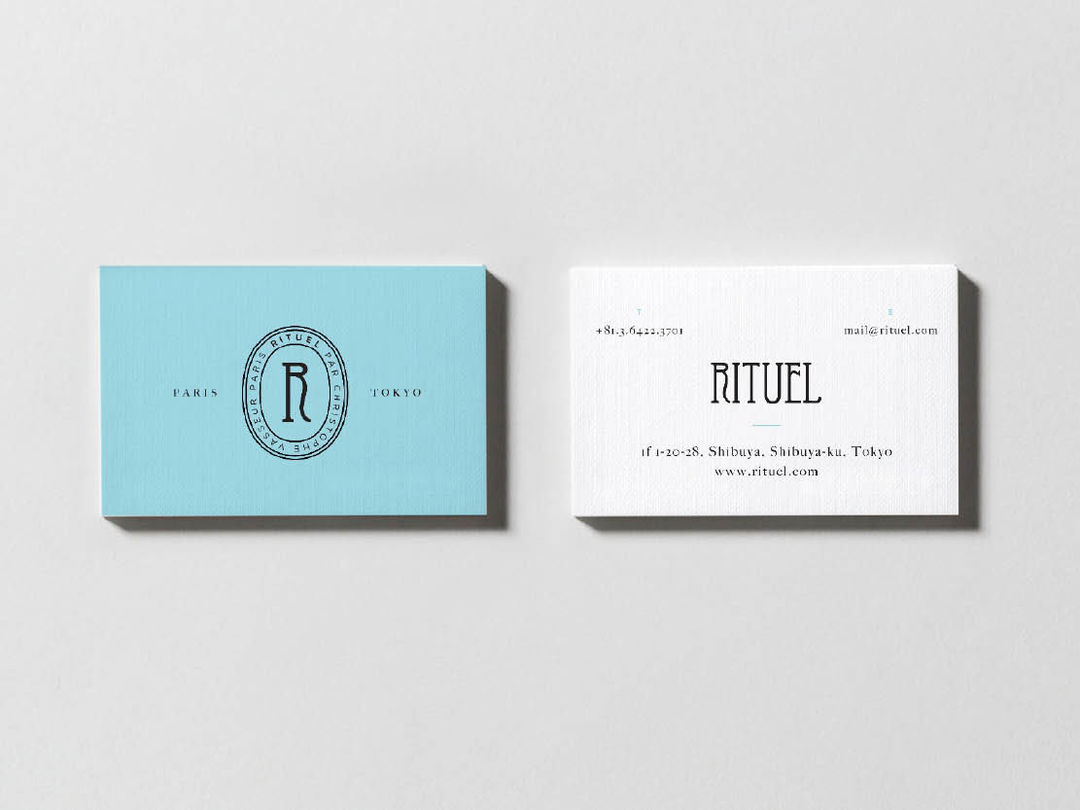 PARIS
RITUEL PAR CHRISTOPHE VASSEUR PARIS
R
TOKYO
T
+81.3.6422.3701
E
mail@rituel.com
RITUEL
1f 1-20-28, Shibuya, Shibuya-ku, Tokyo
www.rituel.com